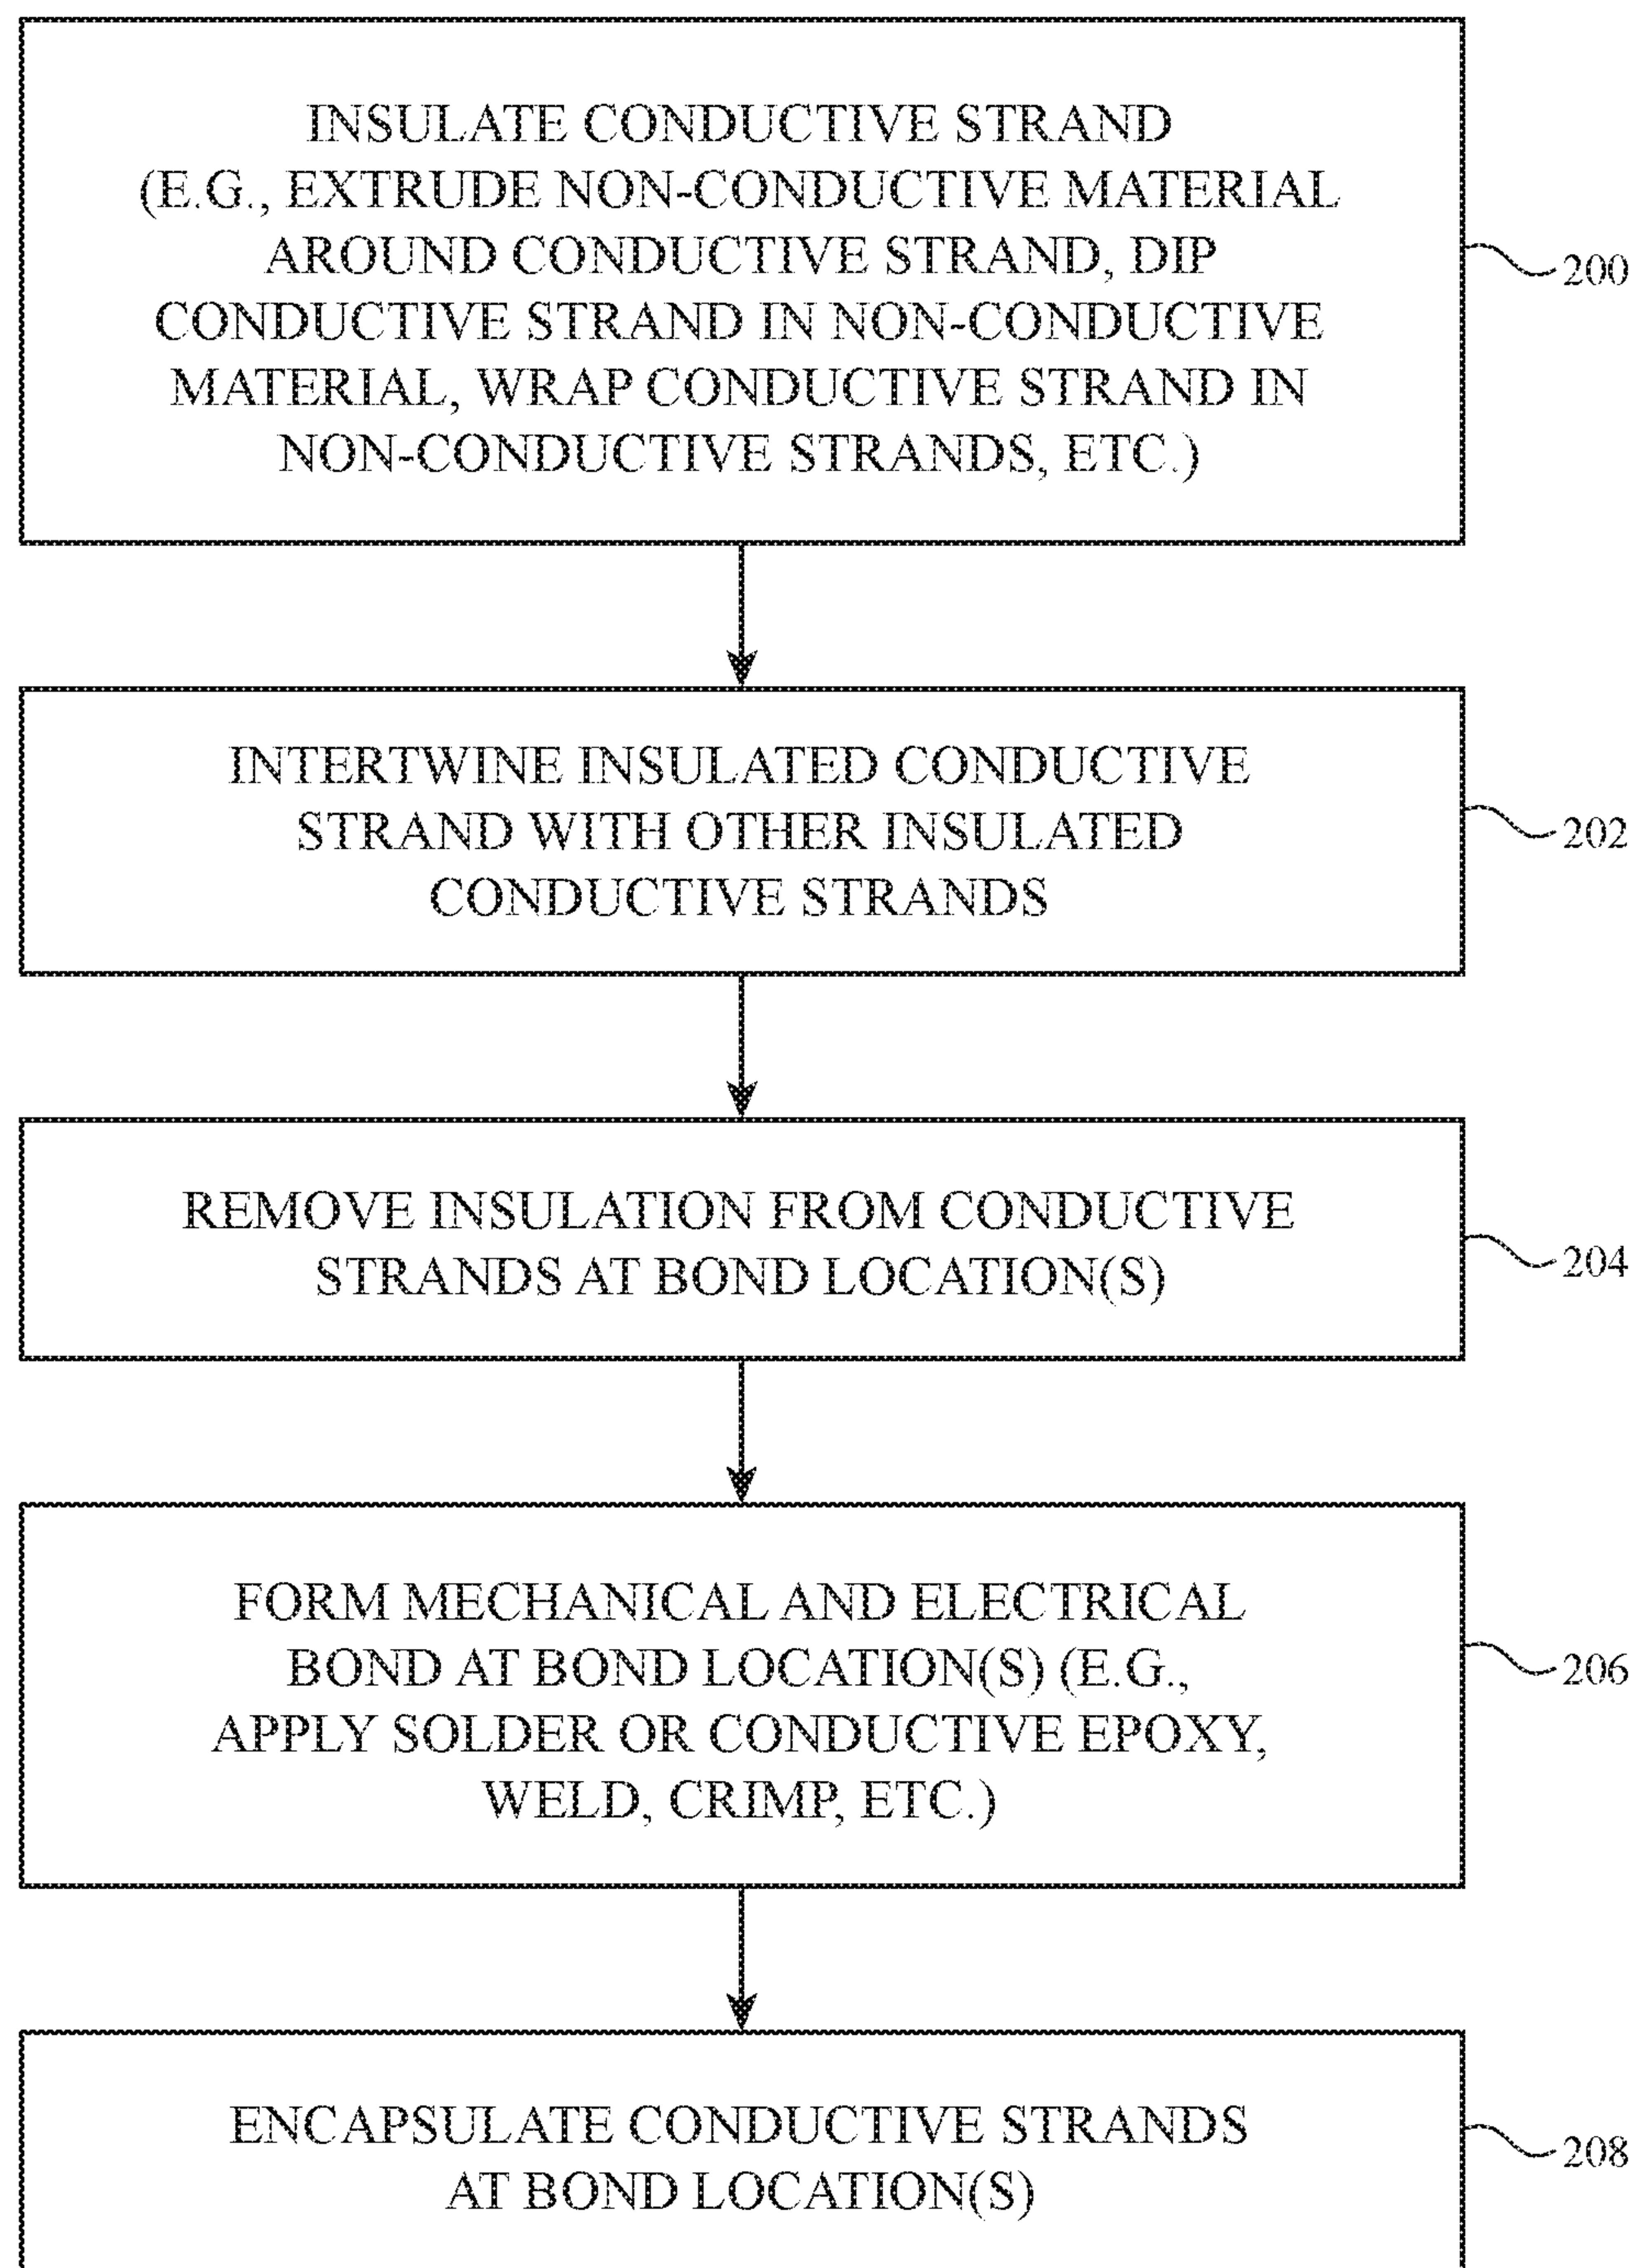 INSULATE CONDUCTIVE STRAND
(E.G., EXTRUDE NON-CONDUCTIVE MATERIAL
AROUND CONDUCTIVE STRAND, DIP
CONDUCTIVE STRAND IN NON-CONDUCTIVE
MATERIAL, WRAP CONDUCTIVE STRAND IN
NON-CONDUCTIVE STRANDS, ETC.)
200
INTERTWINE INSULATED CONDUCTIVE
STRAND WITH OTHER INSULATED
CONDUCTIVE STRANDS
202
REMOVE INSULATION FROM CONDUCTIVE
STRANDS AT BOND LOCATION(S)
204
FORM MECHANICAL AND ELECTRICAL
BOND AT BOND LOCATION(S) (E.G.,
APPLY SOLDER OR CONDUCTIVE EPOXY,
WELD, CRIMP, ETC.)
206
ENCAPSULATE CONDUCTIVE STRANDS
AT BOND LOCATION(S)
208